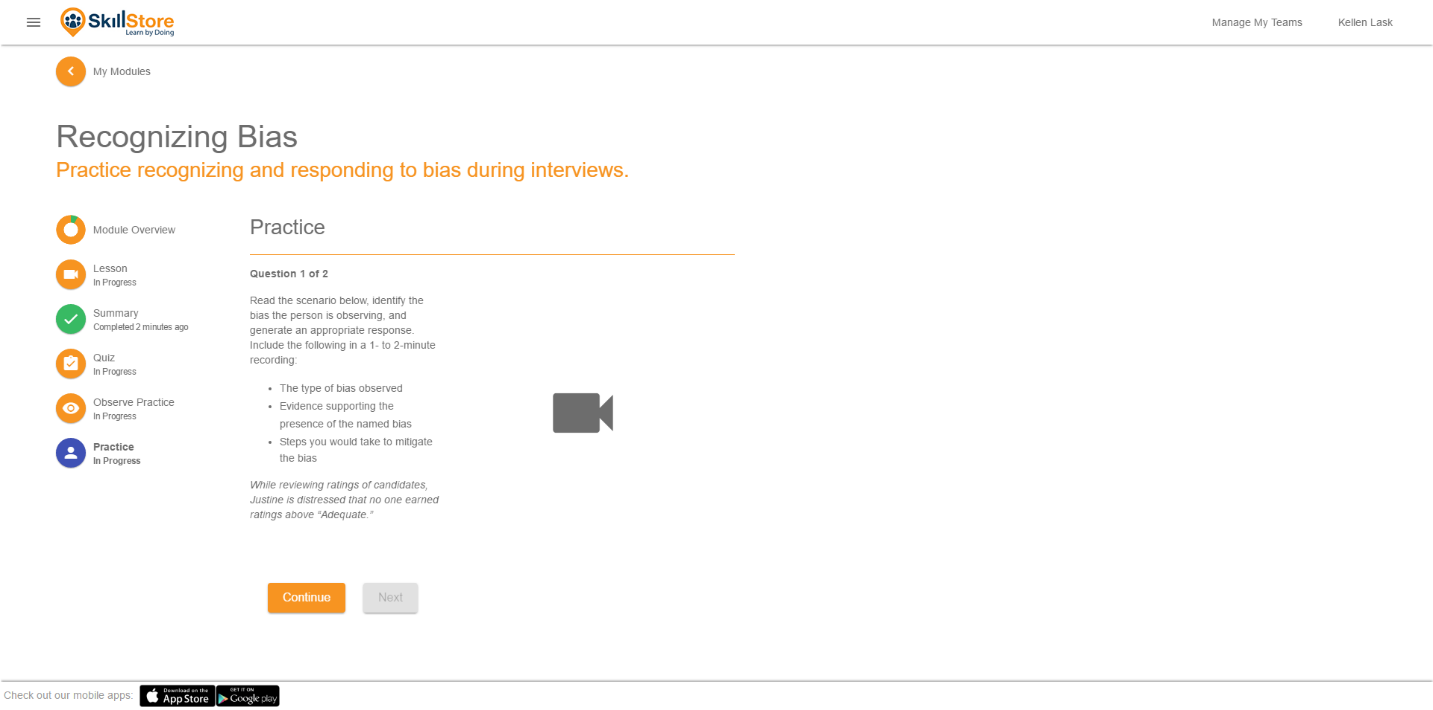 SkillStore
Learn by Doing
Manage My Teams
Kellen Lask
My Modules
Recognizing Bias
Practice recognizing and responding to bias during interviews.
Module Overview
Lesson
In Progress
Summary
Completed 2 minutes ago
Quiz
In Progress
Observe Practice
In Progress
Practice
In Progress
Practice
Question 1 of 2
Read the scenario below, identify the
bias the person is observing, and
generate an appropriate response.
Include the following in a 1- to 2-minute
recording:
• The type of bias observed
• Evidence supporting the
presence of the named bias
• Steps you would take to mitigate
the bias
While reviewing ratings of candidates,
Justine is distressed that no one earned
ratings above “Adequate.”
Continue
Next
Check out our mobile apps:
Download on the
App Store
GET IT ON
Google play